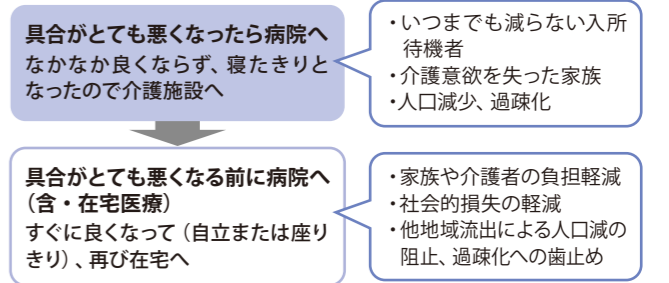 具合がとても悪くなったら病院へ
なかなか良くならず、寝たきりと
なったので介護施設へ
・いつまでも減らない入所
待機者
・介護意欲を失った家族
・人口減少、過疎化
具合がとても悪くなる前に病院へ
（含・在宅医療）
すぐに良くなって（自立または座り
きり）、再び在宅へ
・家族や介護者の負担軽減
・社会的損失の軽減
・他地域流出による人口減の
阻止、過疎化への歯止め